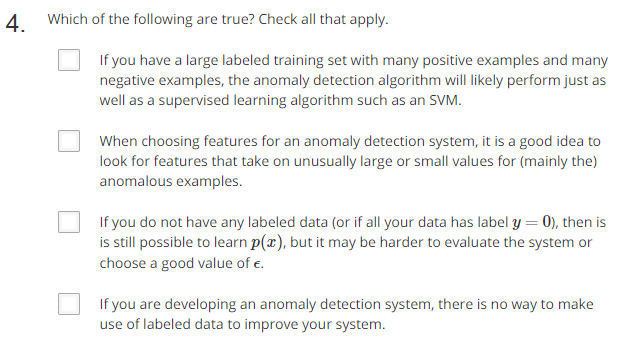 4. Which of the following are true? Check all that apply.
If you have a large labeled training set with many positive examples and many
negative examples, the anomaly detection algorithm will likely perform just as
well as a supervised learning algorithm such as an SVM.
When choosing features for an anomaly detection system, it is a good idea to
look for features that take on unusually large or small values for (mainly the)
anomalous examples.
If you do not have any labeled data (or if all your data has label y = 0), then is
is still possible to learn p(x), but it may be harder to evaluate the system or
choose a good value of ϵ.
If you are developing an anomaly detection system, there is no way to make
use of labeled data to improve your system.